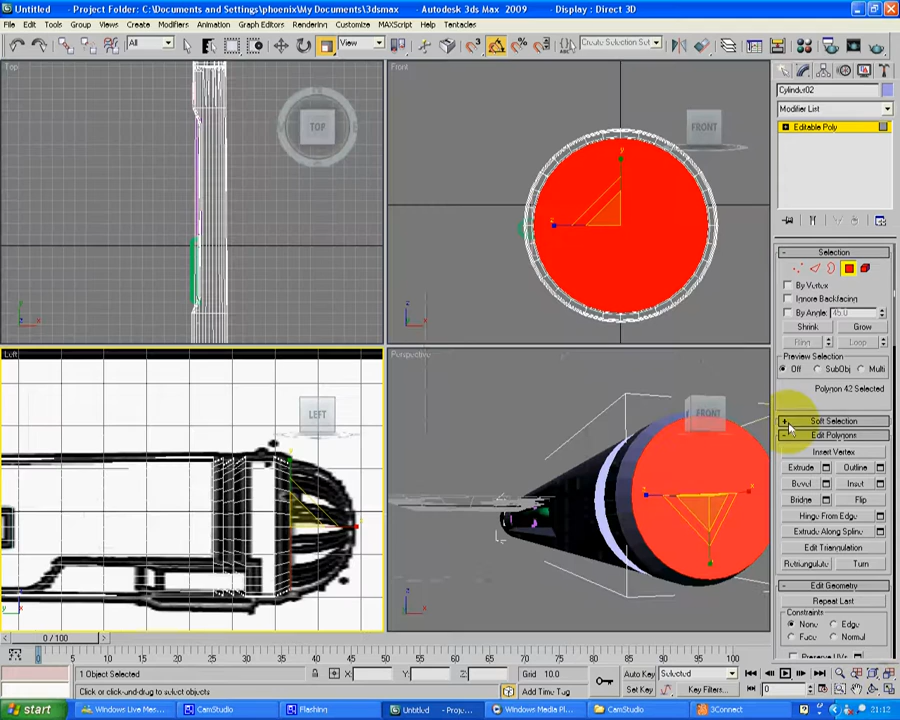 Untitled - Project Folder: C:\Documents and Settings\phoenix\My Documents\3dsmax - Autodesk 3ds Max 2009 - Display : Direct 3D
File Edit Tools Group Views Create Modifiers Animation Graph Editors Rendering Customize MAXScript Help Tentacles
All View Create Selection Set
Top
TOP
Front
FRONT
Left
LEFT
Perspective
FRONT
Cylinder02
Modifier List
Editable Poly
Selection
By Vertex
Ignore Backfacing
By Angle: 45.0
Shrink Grow
Ring Loop
Preview Selection
Off SubObj Multi
Polygon 42 Selected
Soft Selection
Edit Polygons
Insert Vertex
Extrude Outline
Bevel Inset
Bridge Flip
Hinge From Edge
Extrude Along Spline
Edit Triangulation
Retriangulate Turn
Edit Geometry
Repeat Last
Constraints
None Edge
Face Normal
Preserve UVs
0 / 100
0 5 10 15 20 25 30 35 40 45 50 55 60 65 70 75 80 85 90 95 100
1 Object Selected X: Y: Z: Grid 10.0 Auto Key Selected
Click or click-and-drag to select objects Add Time Tag Set Key Key Filters... 0
start Windows Live Mes... CamStudio Flashing Untitled - Proje... Windows Media Pl... CamStudio 3Connect 21:12